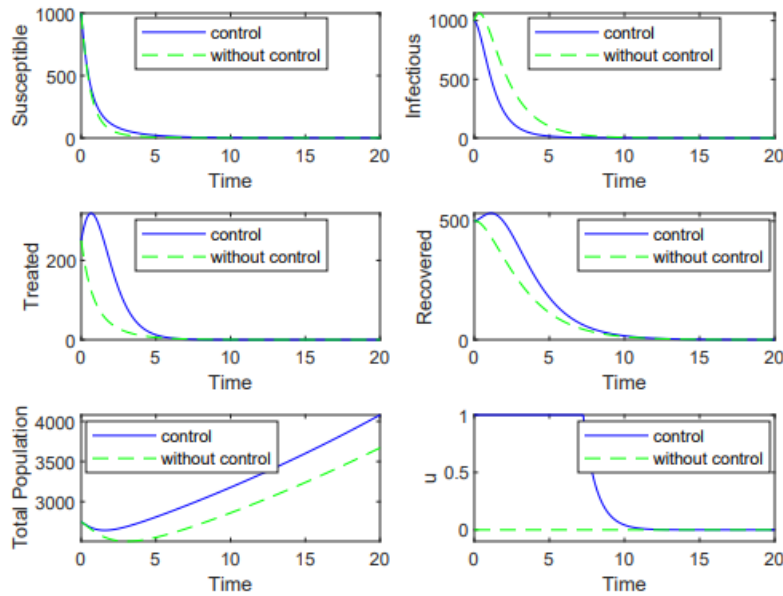 1000
500
0
0 5 10 15 20
Time
Susceptible
control
without control
1000
500
0
0 5 10 15 20
Time
Infectious
control
without control
200
0
0 5 10 15 20
Time
Treated
control
without control
500
0
0 5 10 15 20
Time
Recovered
control
without control
4000
3500
3000
0 5 10 15 20
Time
Total Population
control
without control
1
0.5
0
0 5 10 15 20
Time
u
control
without control